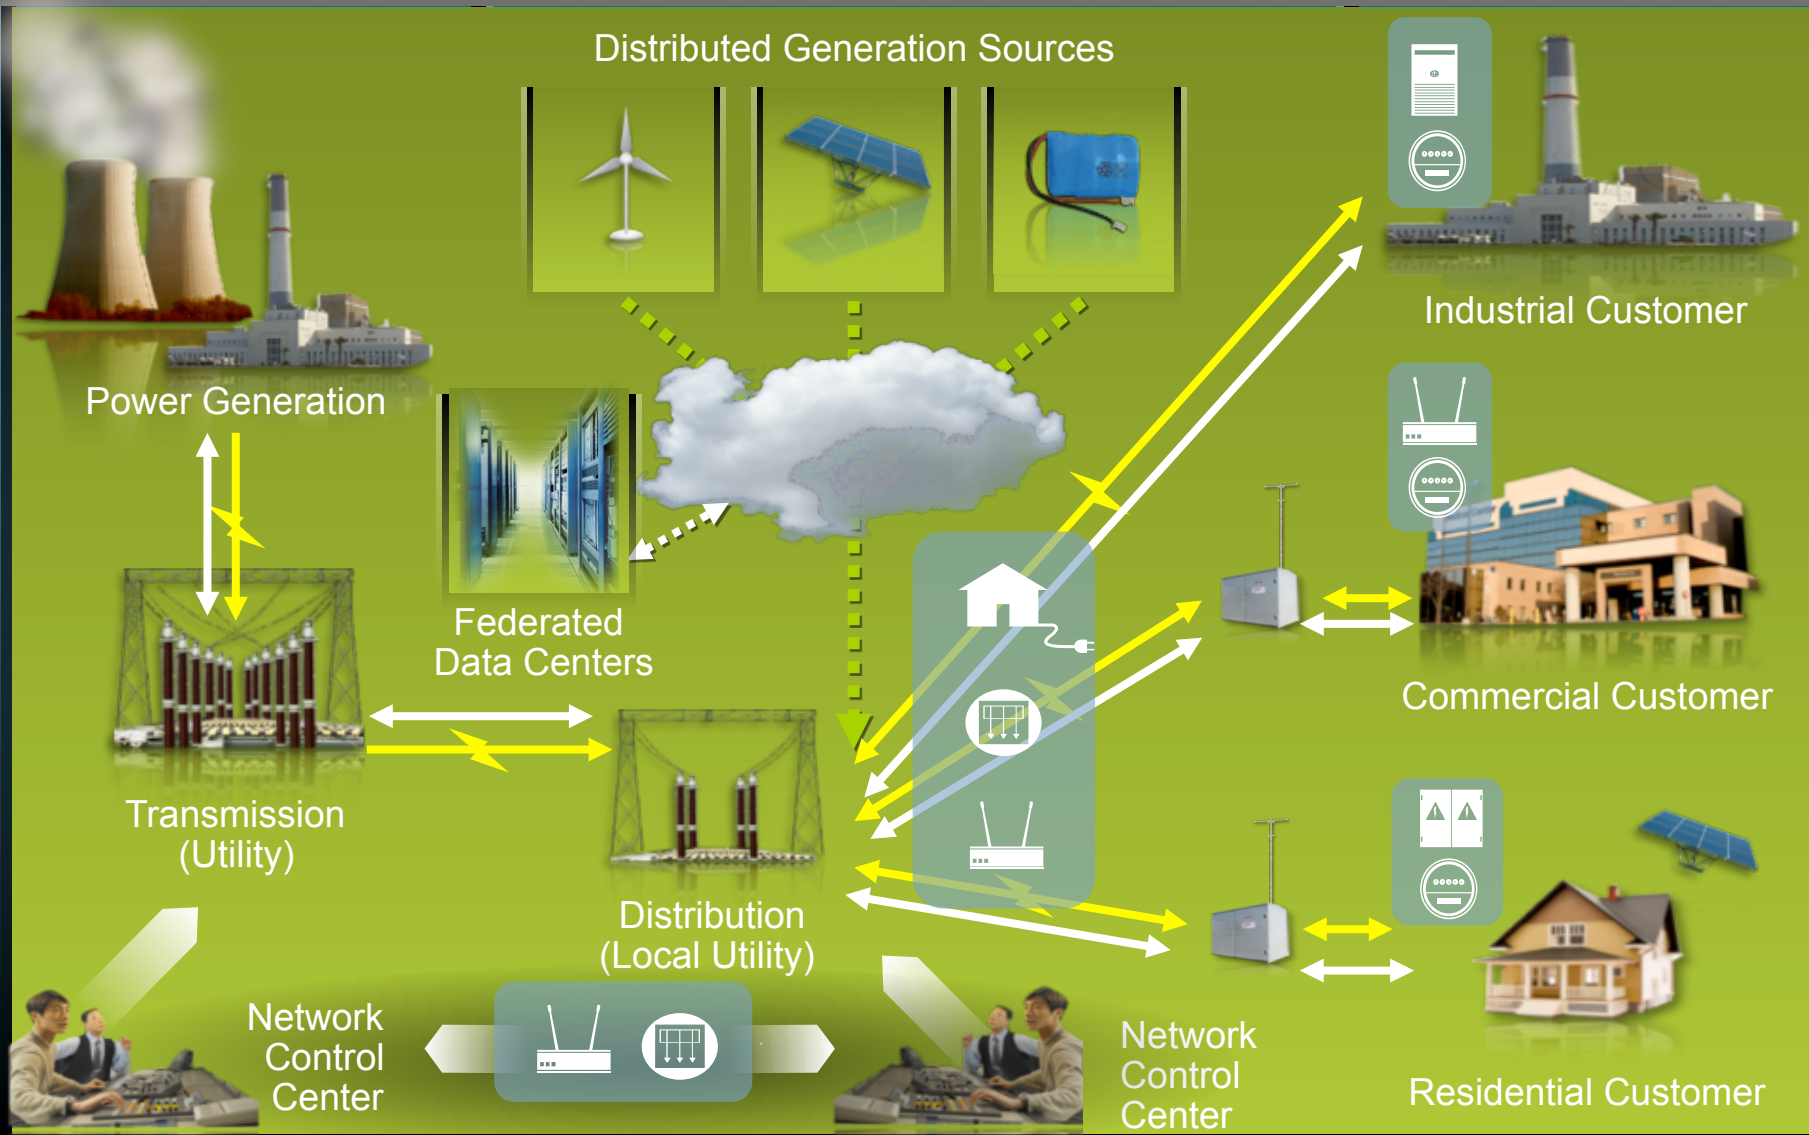 Distributed Generation Sources
Industrial Customer
Power Generation
Federated
Data Centers
Commercial Customer
Transmission
(Utility)
Distribution
(Local Utility)
Network
Control
Center
Network
Control
Center
Residential Customer